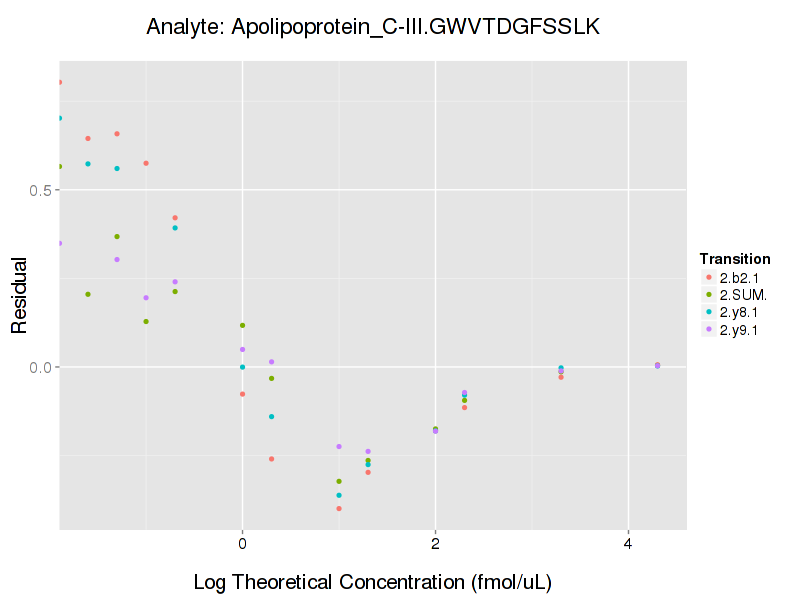 Analyte: Apolipoprotein_C-III.GWVTDGFSSLK
Residual
0.5
0.0
0
2
4
Log Theoretical Concentration (fmol/uL)
Transition
2.b2.1
2.SUM.
2.y8.1
2.y9.1